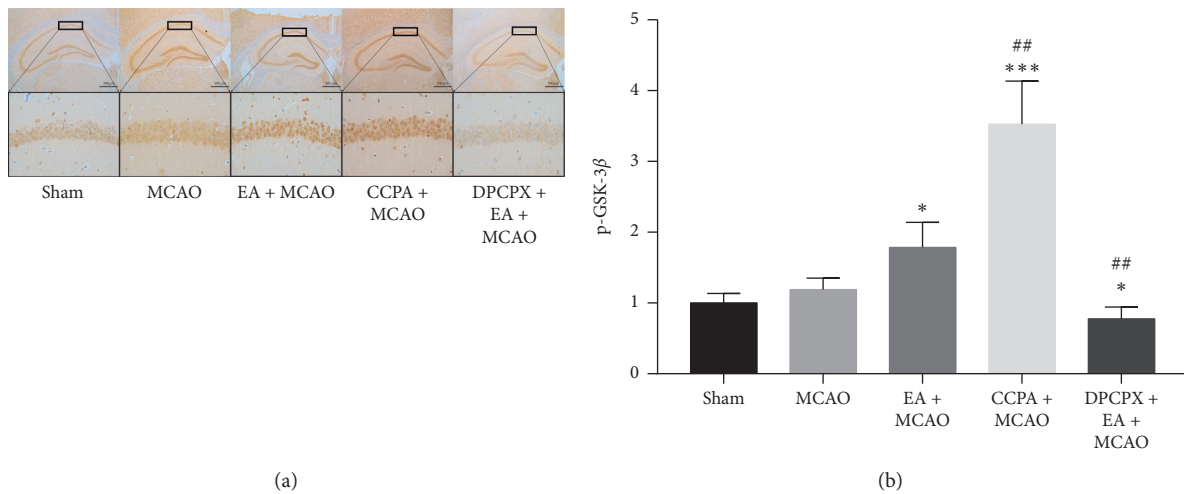 Sham
MCAO
EA + MCAO
CCPA +
MCAO
DPCPX +
EA +
MCAO
(a)
p-GSK-3β
5
4
3
2
1
0
*
##
***
##
*
Sham
MCAO
EA +
MCAO
CCPA +
MCAO
DPCPX +
EA +
MCAO
(b)